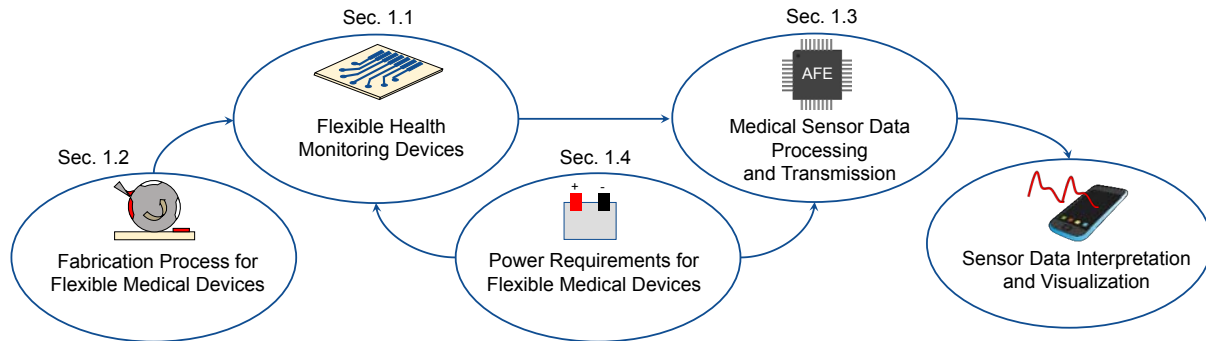 Sec. 1.1
Flexible Health
Monitoring Devices
Sec. 1.3
AFE
Medical Sensor Data
Processing
and Transmission
Sec. 1.2
Fabrication Process for
Flexible Medical Devices
Sec. 1.4
+ -
Power Requirements for
Flexible Medical Devices
Sensor Data Interpretation
and Visualization